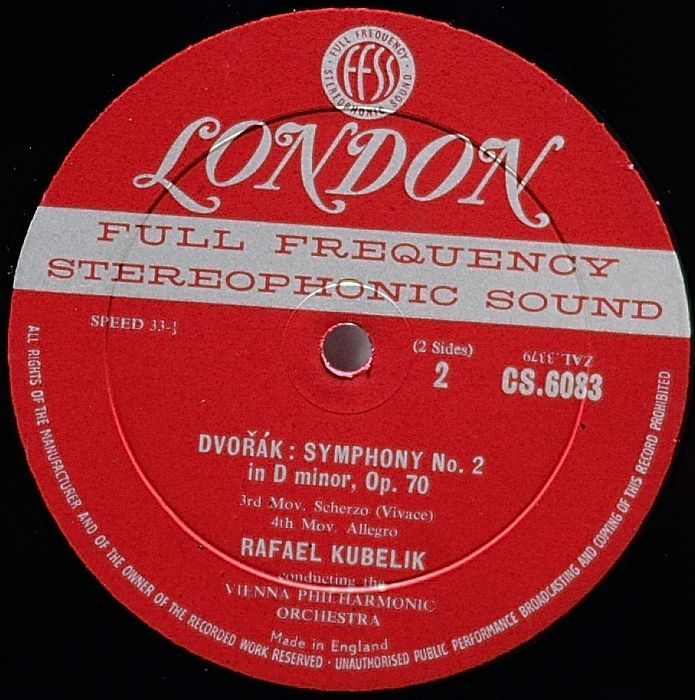 FULL FREQUENCY
FFSS
STEREOPHONIC SOUND
LONDON
FULL FREQUENCY
STEREOPHONIC SOUND
SPEED 33-⅓
(2 Sides)
2
ZAL.3379
CS.6083
DVOŘÁK : SYMPHONY No. 2
in D minor, Op. 70
3rd Mov. Scherzo (Vivace)
4th Mov. Allegro
RAFAEL KUBELIK
conducting the
VIENNA PHILHARMONIC
ORCHESTRA
Made in England
ALL RIGHTS OF THE MANUFACTURER AND OF THE OWNER OF THE RECORDED WORK RESERVED · UNAUTHORISED PUBLIC PERFORMANCE BROADCASTING AND COPYING OF THIS RECORD PROHIBITED